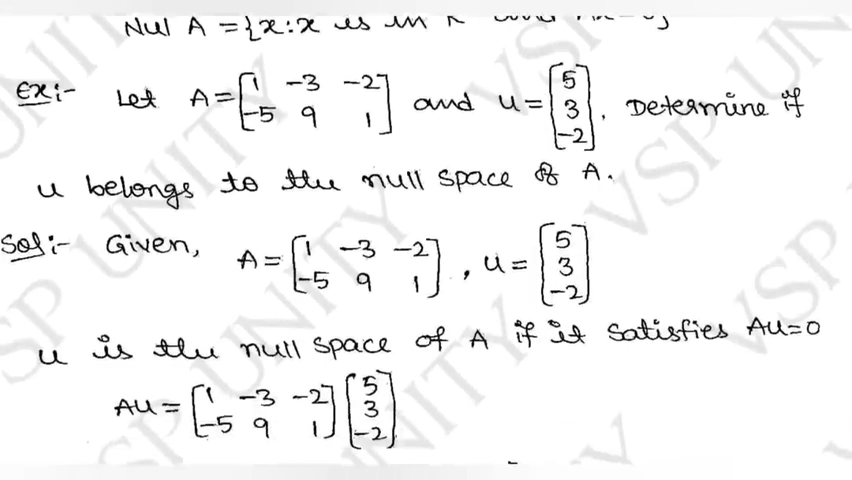 Nul A = {x : x is in
Ex:- Let A = [1 -3 -2; -5 9 1] and u = [5; 3; -2]. Determine if
u belongs to the null space of A.
Sol:- Given, A = [1 -3 -2; -5 9 1], u = [5; 3; -2]
u is the null space of A if it satisfies Au=0
Au = [1 -3 -2; -5 9 1] [5; 3; -2]
VSP UNITY